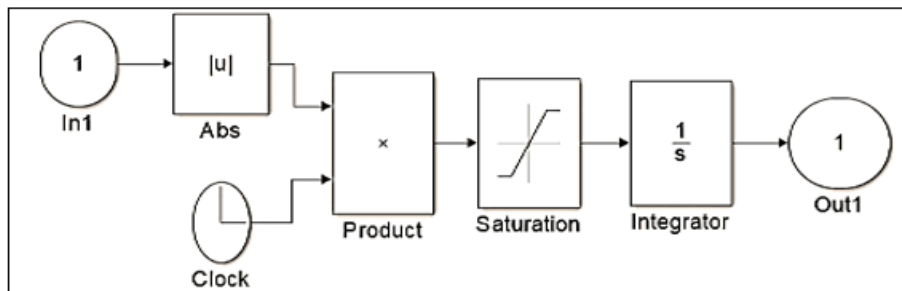 1
In1
|u|
Abs
Clock
×
Product
Saturation
1
s
Integrator
1
Out1